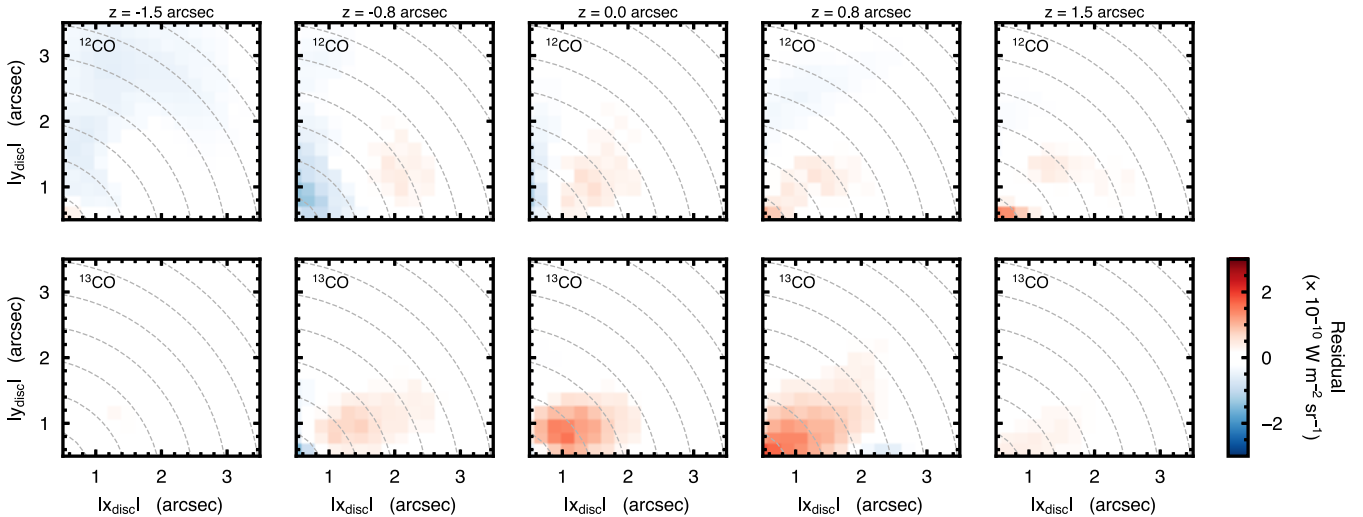 z = -1.5 arcsec z = -0.8 arcsec z = 0.0 arcsec z = 0.8 arcsec z = 1.5 arcsec
¹²CO ¹²CO ¹²CO ¹²CO ¹²CO
3
2
1
|y_disc| (arcsec)
¹³CO ¹³CO ¹³CO ¹³CO ¹³CO
3
2
1
|y_disc| (arcsec)
1 2 3 1 2 3 1 2 3 1 2 3 1 2 3
|x_disc| (arcsec) |x_disc| (arcsec) |x_disc| (arcsec) |x_disc| (arcsec) |x_disc| (arcsec)
2
0
−2
Residual
(× 10⁻¹⁰ W m⁻² sr⁻¹)